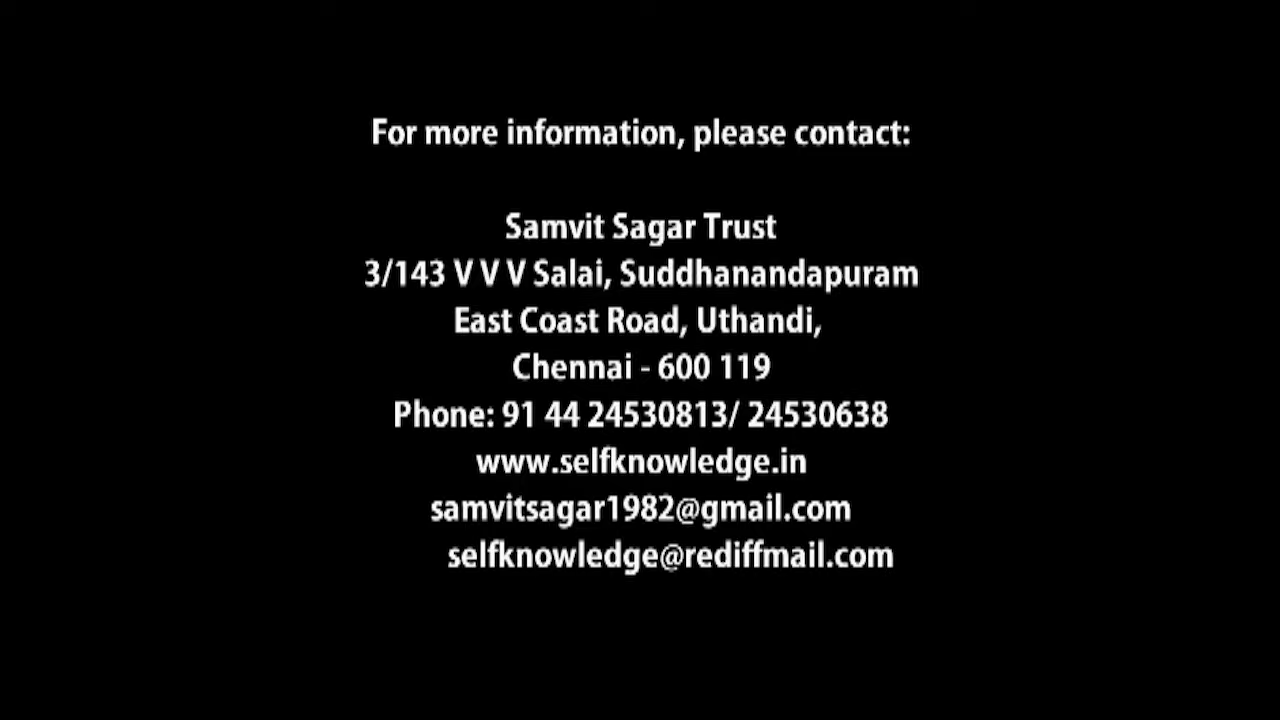 For more information, please contact:
Samvit Sagar Trust
3/143 V V V Salai, Suddhanandapuram
East Coast Road, Uthandi,
Chennai - 600 119
Phone: 91 44 24530813/ 24530638
www.selfknowledge.in
samvitsagar1982@gmail.com
selfknowledge@rediffmail.com